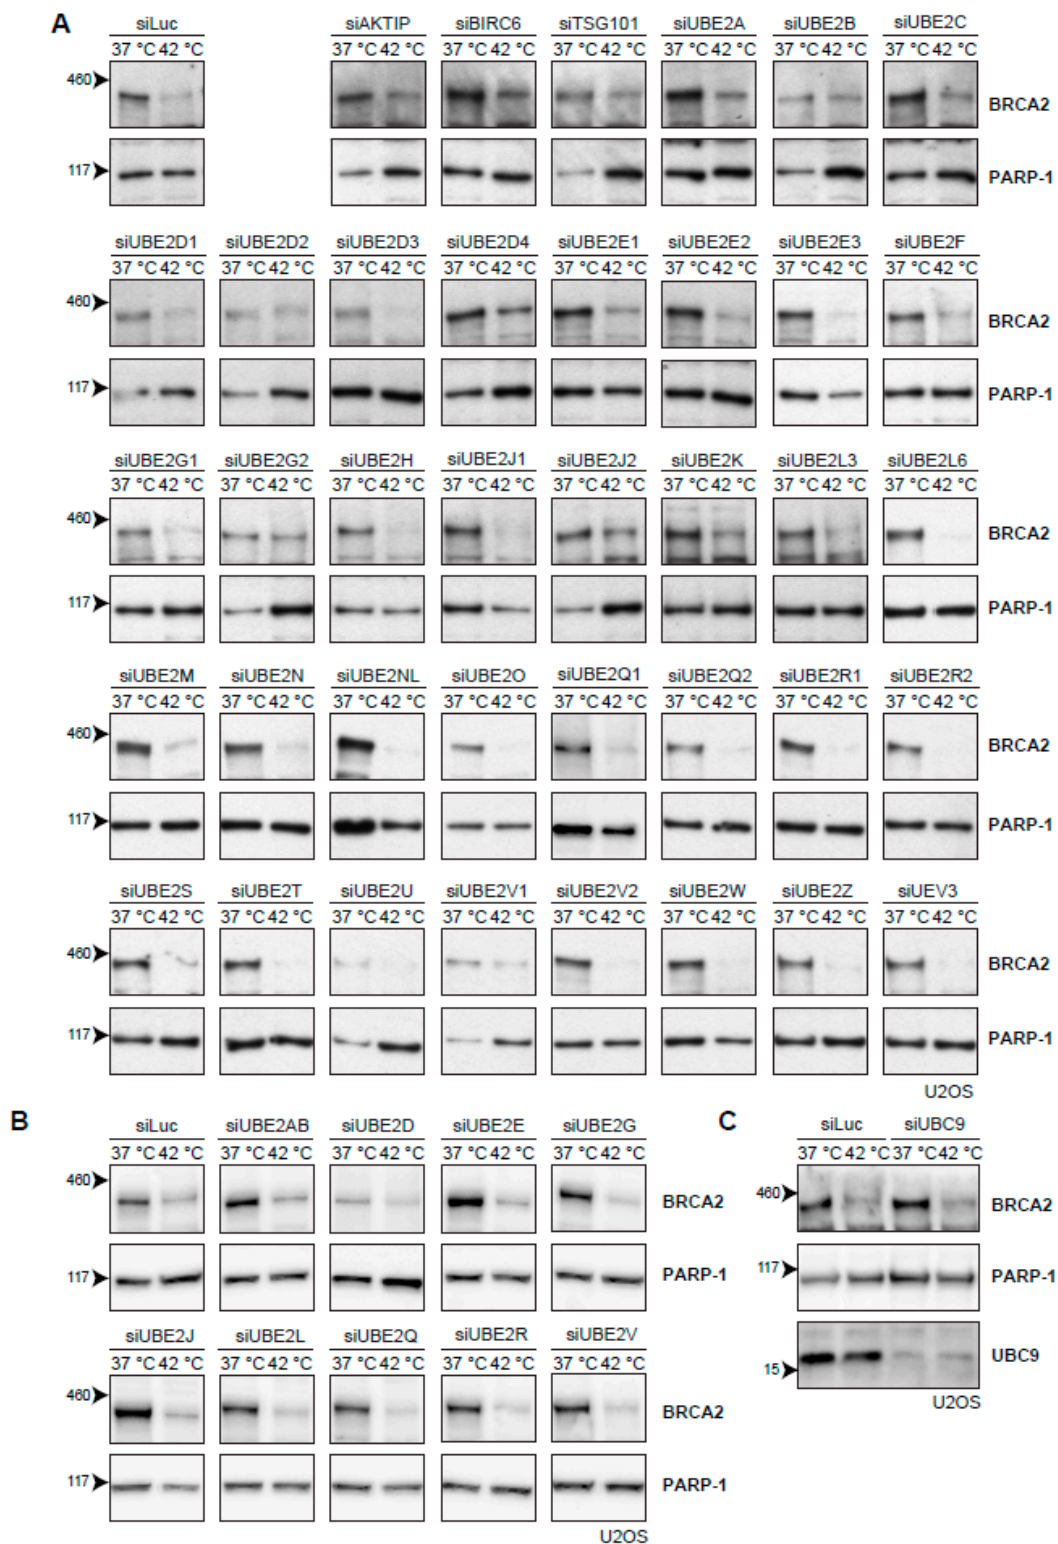 A
siLuc siAKTIP siBIRC6 siTSG101 siUBE2A siUBE2B siUBE2C
37 °C 42 °C 37 °C 42 °C 37 °C 42 °C 37 °C 42 °C 37 °C 42 °C 37 °C 42 °C 37 °C 42 °C
460 BRCA2
117 PARP-1
siUBE2D1 siUBE2D2 siUBE2D3 siUBE2D4 siUBE2E1 siUBE2E2 siUBE2E3 siUBE2F
37 °C 42 °C 37 °C 42 °C 37 °C 42 °C 37 °C 42 °C 37 °C 42 °C 37 °C 42 °C 37 °C 42 °C 37 °C 42 °C
460 BRCA2
117 PARP-1
siUBE2G1 siUBE2G2 siUBE2H siUBE2J1 siUBE2J2 siUBE2K siUBE2L3 siUBE2L6
37 °C 42 °C 37 °C 42 °C 37 °C 42 °C 37 °C 42 °C 37 °C 42 °C 37 °C 42 °C 37 °C 42 °C 37 °C 42 °C
460 BRCA2
117 PARP-1
siUBE2M siUBE2N siUBE2NL siUBE2O siUBE2Q1 siUBE2Q2 siUBE2R1 siUBE2R2
37 °C 42 °C 37 °C 42 °C 37 °C 42 °C 37 °C 42 °C 37 °C 42 °C 37 °C 42 °C 37 °C 42 °C 37 °C 42 °C
460 BRCA2
117 PARP-1
siUBE2S siUBE2T siUBE2U siUBE2V1 siUBE2V2 siUBE2W siUBE2Z siUEV3
37 °C 42 °C 37 °C 42 °C 37 °C 42 °C 37 °C 42 °C 37 °C 42 °C 37 °C 42 °C 37 °C 42 °C 37 °C 42 °C
460 BRCA2
117 PARP-1
U2OS
B
siLuc siUBE2AB siUBE2D siUBE2E siUBE2G
37 °C 42 °C 37 °C 42 °C 37 °C 42 °C 37 °C 42 °C 37 °C 42 °C
460 BRCA2
117 PARP-1
siUBE2J siUBE2L siUBE2Q siUBE2R siUBE2V
37 °C 42 °C 37 °C 42 °C 37 °C 42 °C 37 °C 42 °C 37 °C 42 °C
460 BRCA2
117 PARP-1
U2OS
C
siLuc siUBC9
37 °C 42 °C 37 °C 42 °C
460 BRCA2
117 PARP-1
15 UBC9
U2OS